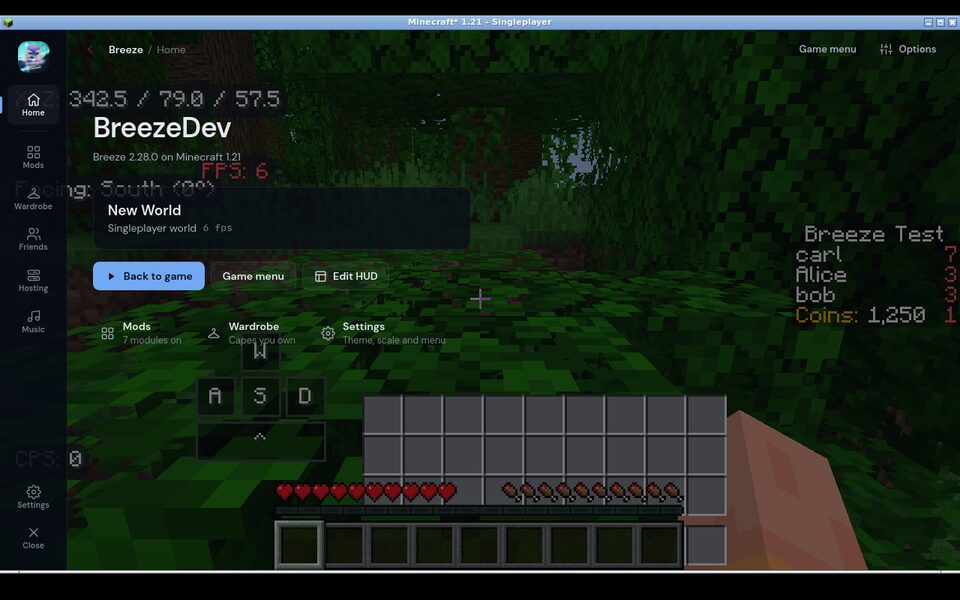 Minecraft* 1.21 - Singleplayer
Breeze / Home
Game menu
Options
342.5 / 79.0 / 57.5
Home
BreezeDev
Breeze 2.28.0 on Minecraft 1.21
FPS: 6
Mods
Facing: South (0°)
Wardrobe
New World
Singleplayer world 6 fps
Friends
Breeze Test
carl 7
Alice 3
bob 3
Coins: 1,250 1
Hosting
Back to game
Game menu
Edit HUD
Music
Mods
7 modules on
Wardrobe
Capes you own
Settings
Theme, scale and menu
W
A S D
^
CPS: 0
Settings
Close